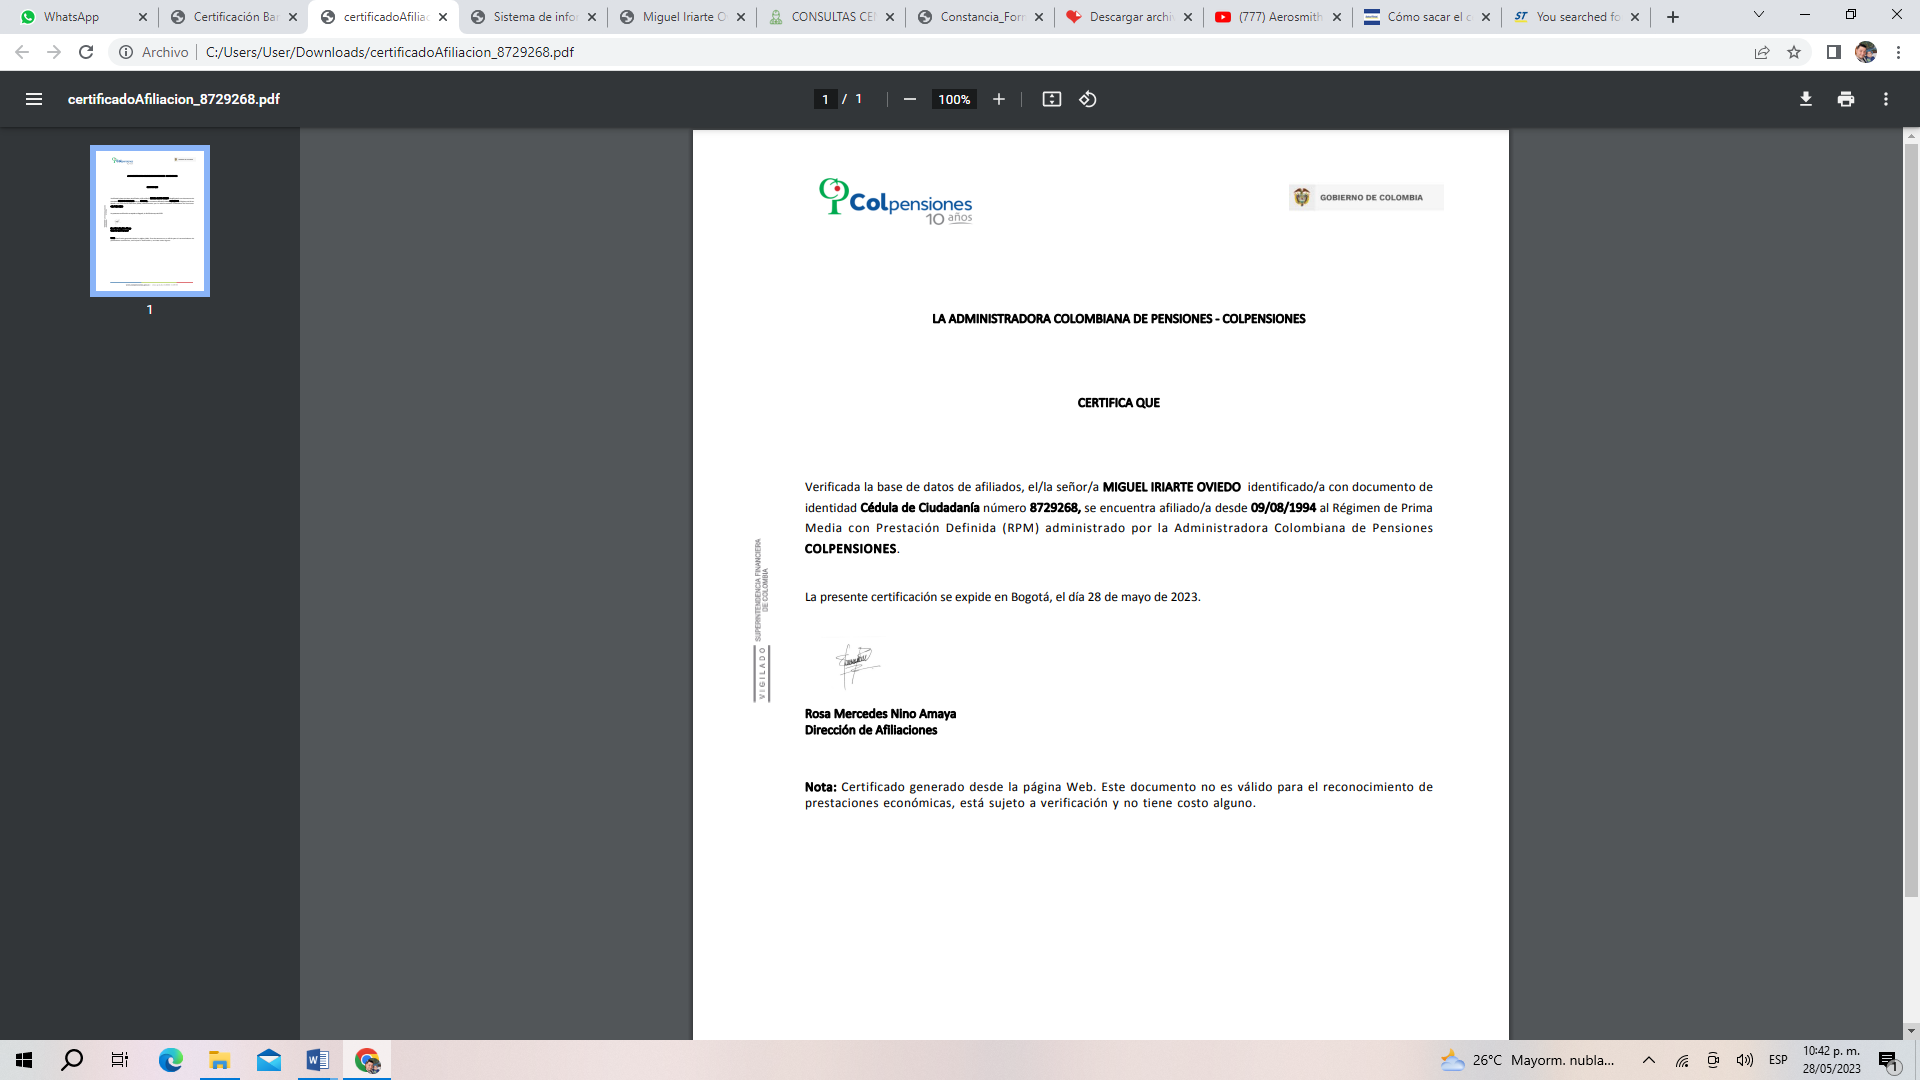 WhatsApp
Certificación Ban
certificadoAfiliac
Sistema de infor
Miguel Iriarte O
CONSULTAS CEN
Constancia_Form
Descargar archiv
(777) Aerosmith
Cómo sacar el c
You searched fo
Archivo
C:/Users/User/Downloads/certificadoAfiliacion_8729268.pdf
certificadoAfiliacion_8729268.pdf
1 / 1
100%
1
Colpensiones
10 años
GOBIERNO DE COLOMBIA
LA ADMINISTRADORA COLOMBIANA DE PENSIONES - COLPENSIONES
CERTIFICA QUE
Verificada la base de datos de afiliados, el/la señor/a MIGUEL IRIARTE OVIEDO identificado/a con documento de
identidad Cédula de Ciudadanía número 8729268, se encuentra afiliado/a desde 09/08/1994 al Régimen de Prima
Media con Prestación Definida (RPM) administrado por la Administradora Colombiana de Pensiones
COLPENSIONES.
VIGILADO SUPERINTENDENCIA FINANCIERA
DE COLOMBIA
La presente certificación se expide en Bogotá, el día 28 de mayo de 2023.
Rosa Mercedes Nino Amaya
Dirección de Afiliaciones
Nota: Certificado generado desde la página Web. Este documento no es válido para el reconocimiento de
prestaciones económicas, está sujeto a verificación y no tiene costo alguno.
26°C Mayorm. nubla...
ESP
10:42 p. m.
28/05/2023
1